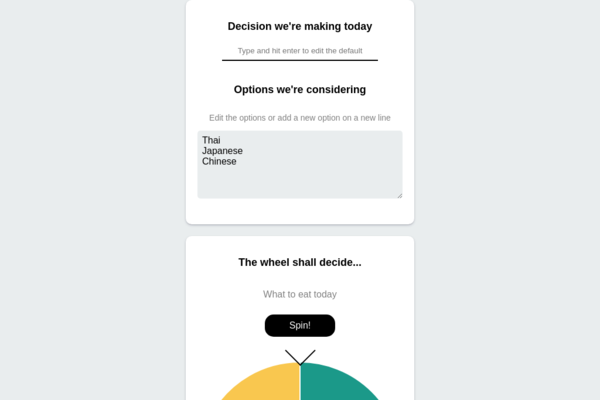 Decision we're making today
Type and hit enter to edit the default
Options we're considering
Edit the options or add a new option on a new line
Thai
Japanese
Chinese
The wheel shall decide...
What to eat today
Spin!